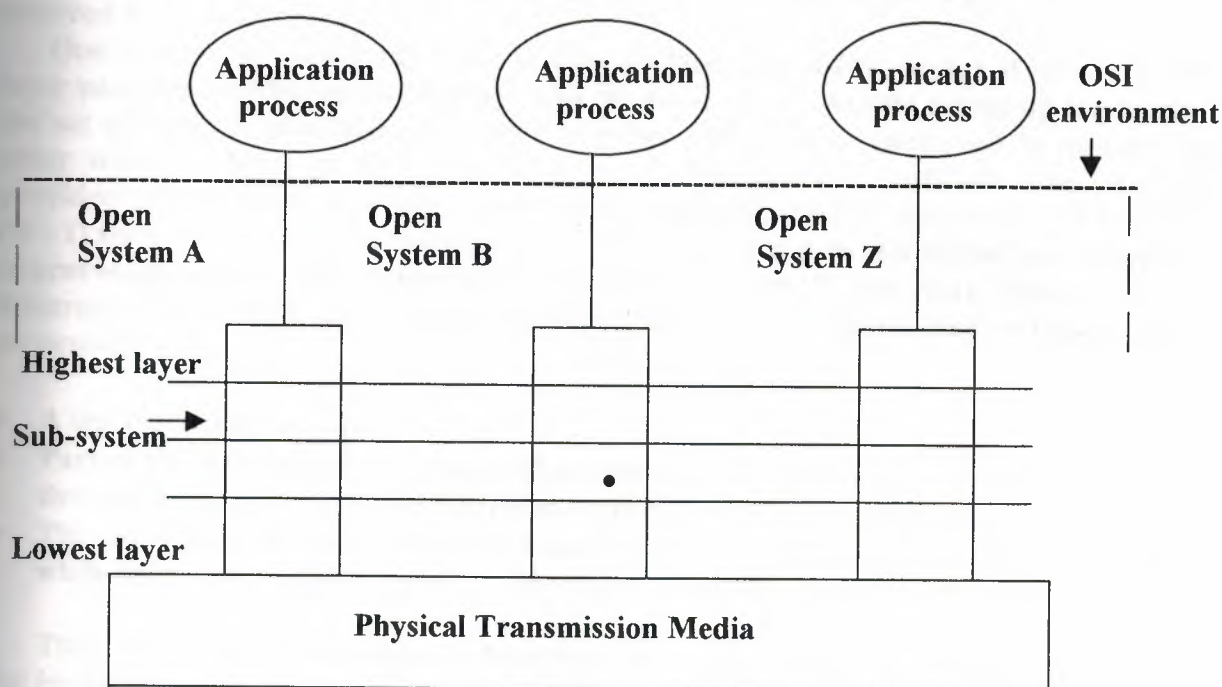 Application
process
Application
process
Application
process
OSI
environment
Open
System A
Open
System B
Open
System Z
Highest layer
Sub-system
Lowest layer
Physical Transmission Media